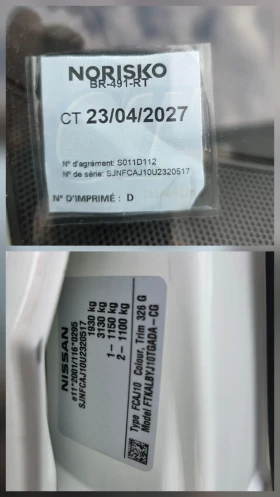 NORISKO
BR-491-RT
CT 23/04/2027
N° d'agrément: S011D112
N° de série: SJNFCAJ10U2320517
N° D'IMPRIMÉ : D
NISSAN
e11*2001/116*0295
SJNFCAJ10U2320517
1930 kg
3130 kg
1 – 1150 kg
2 – 1100 kg
Type FCAJ10 Colour, Trim 326 G
Model FTKALBYJ10TGADA - CG